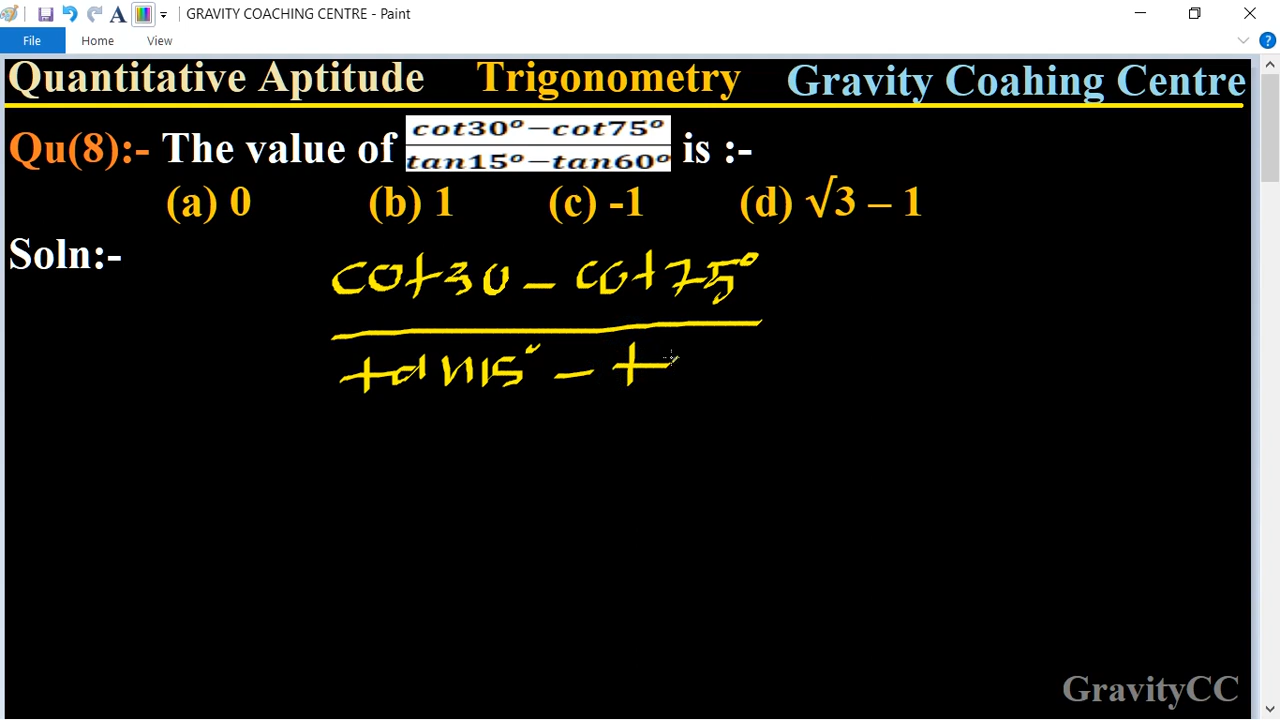 GRAVITY COACHING CENTRE - Paint
File Home View
Quantitative Aptitude Trigonometry Gravity Coahing Centre
Qu(8):- The value of
cot30° − cot75°
tan15° − tan60°
is :-
(a) 0 (b) 1 (c) -1 (d) √3 – 1
Soln:-
cot30 - cot75°
tan15° - t
GravityCC